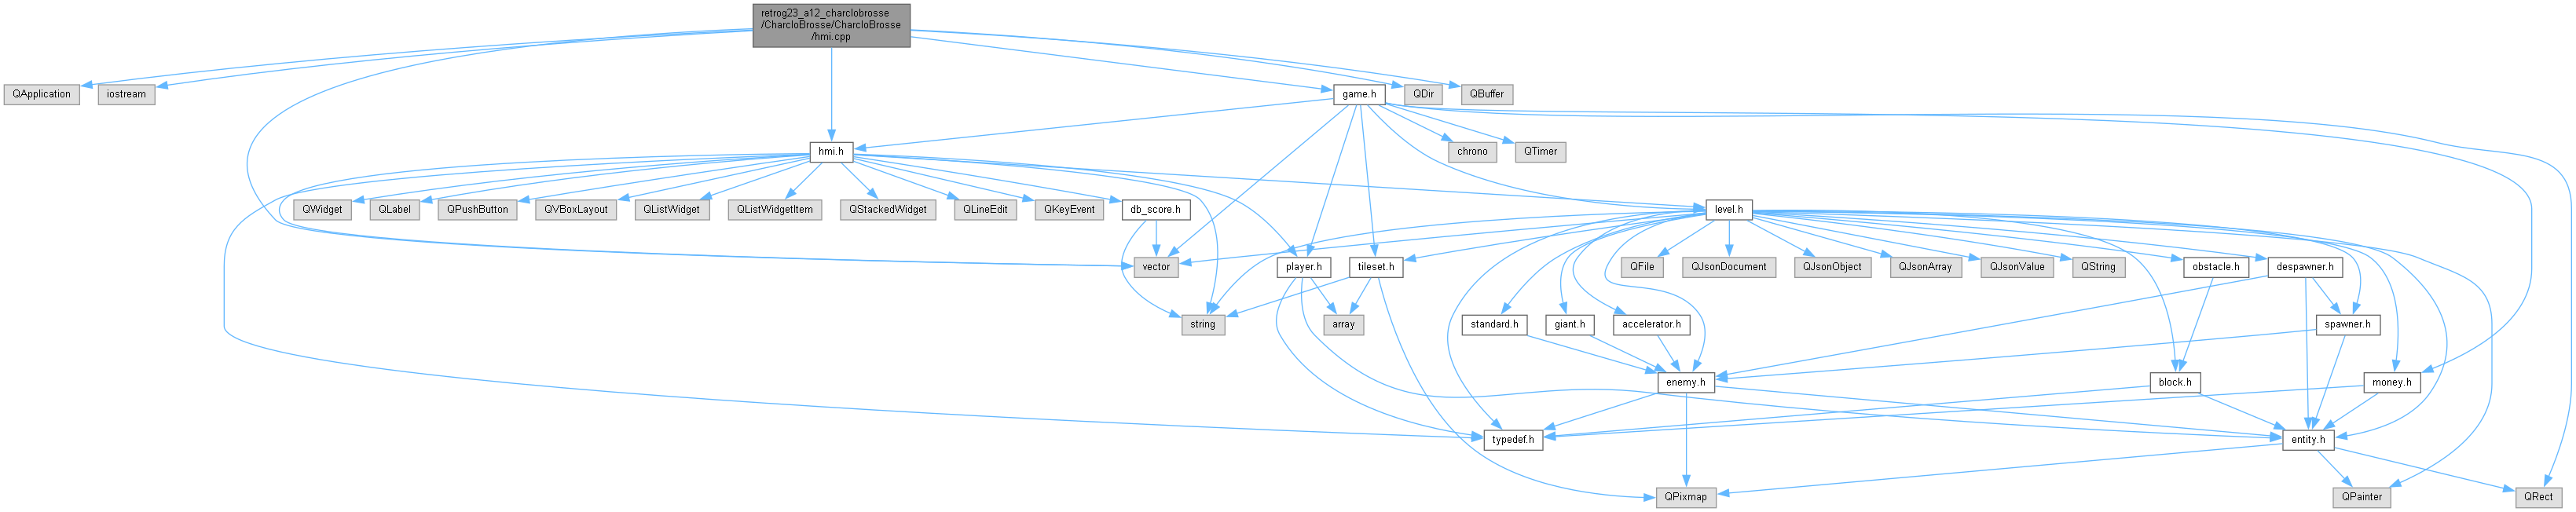 retrog23_a12_charclobrosse
/CharcloBrosse/CharcloBrosse
/hmi.cpp
QApplication
iostream
game.h
QDir
QBuffer
hmi.h
chrono
QTimer
QWidget
QLabel
QPushButton
QVBoxLayout
QListWidget
QListWidgetItem
QStackedWidget
QLineEdit
QKeyEvent
db_score.h
level.h
vector
player.h
tileset.h
QFile
QJsonDocument
QJsonObject
QJsonArray
QJsonValue
QString
obstacle.h
despawner.h
string
array
standard.h
giant.h
accelerator.h
spawner.h
enemy.h
block.h
money.h
typedef.h
entity.h
QPixmap
QPainter
QRect